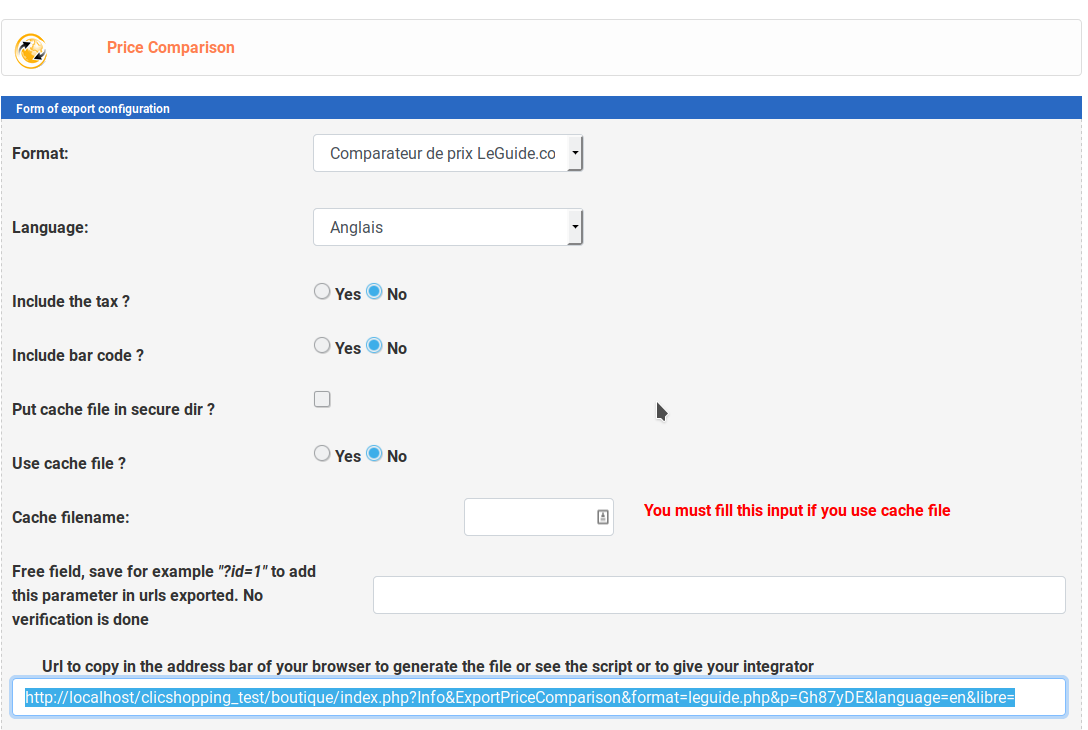 Price Comparison
Form of export configuration
Format:
Comparateur de prix LeGuide.co
Language:
Anglais
Include the tax ?
Yes No
Include bar code ?
Yes No
Put cache file in secure dir ?
Use cache file ?
Yes No
Cache filename:
You must fill this input if you use cache file
Free field, save for example "?id=1" to add
this parameter in urls exported. No
verification is done
Url to copy in the address bar of your browser to generate the file or see the script or to give your integrator
http://localhost/clicshopping_test/boutique/index.php?Info&ExportPriceComparison&format=leguide.php&p=Gh87yDE&language=en&libre=